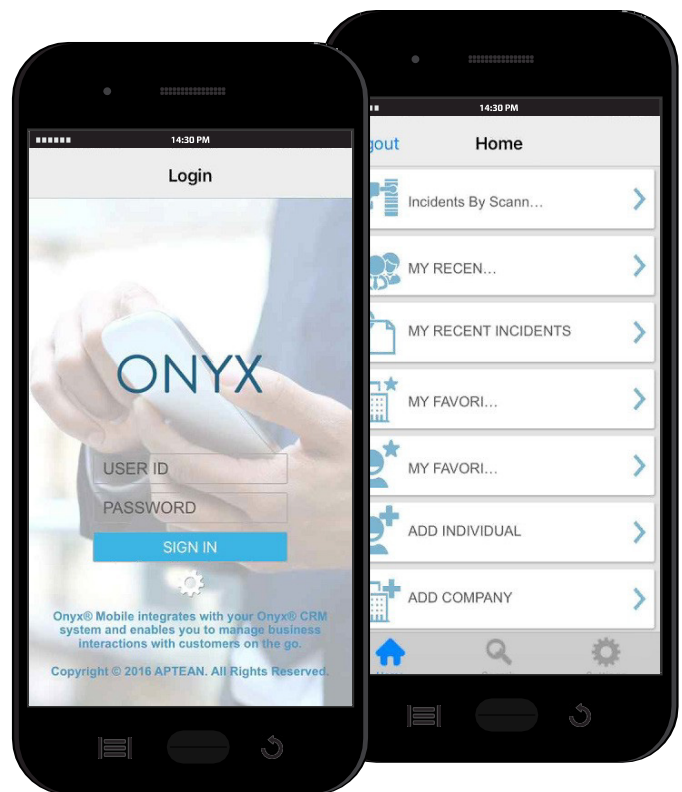 14:30 PM
Login
ONYX
USER ID
PASSWORD
SIGN IN
Onyx® Mobile integrates with your Onyx® CRM
system and enables you to manage business
interactions with customers on the go.
Copyright © 2016 APTEAN. All Rights Reserved.
14:30 PM
gout
Home
Incidents By Scann...
MY RECEN...
MY RECENT INCIDENTS
MY FAVORI...
MY FAVORI...
ADD INDIVIDUAL
ADD COMPANY